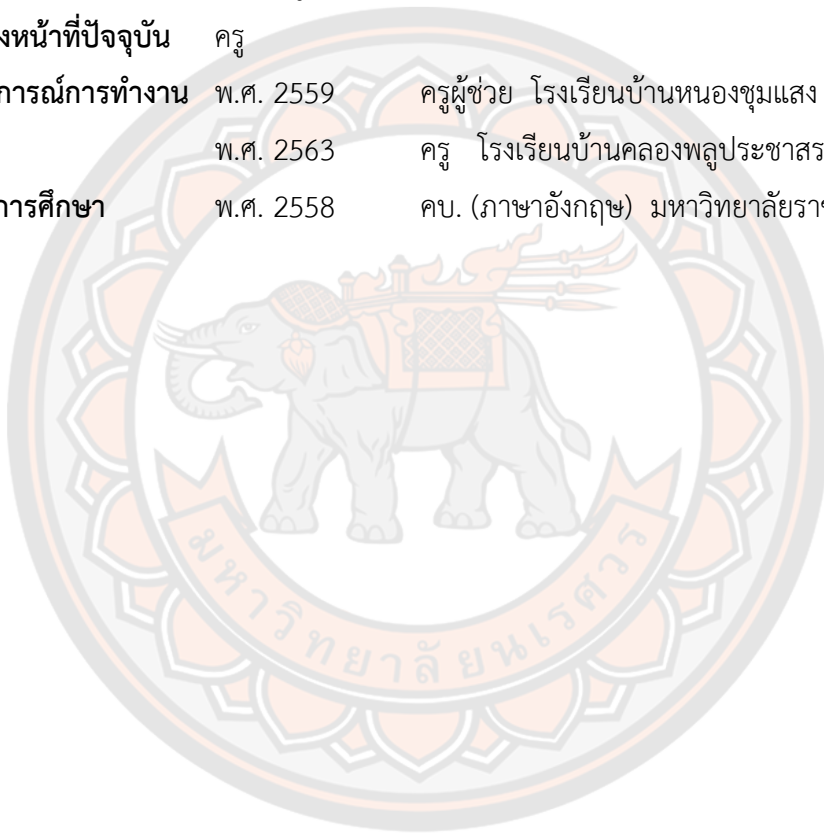 งหน้าที่ปัจจุบัน ครู
การณ์การทำงาน พ.ศ. 2559 ครูผู้ช่วย โรงเรียนบ้านหนองชุมแสง
พ.ศ. 2563 ครู โรงเรียนบ้านคลองพลูประชาสร
การศึกษา พ.ศ. 2558 คบ. (ภาษาอังกฤษ) มหาวิทยาลัยราช
มหาวิทยาลัยนเรศวร